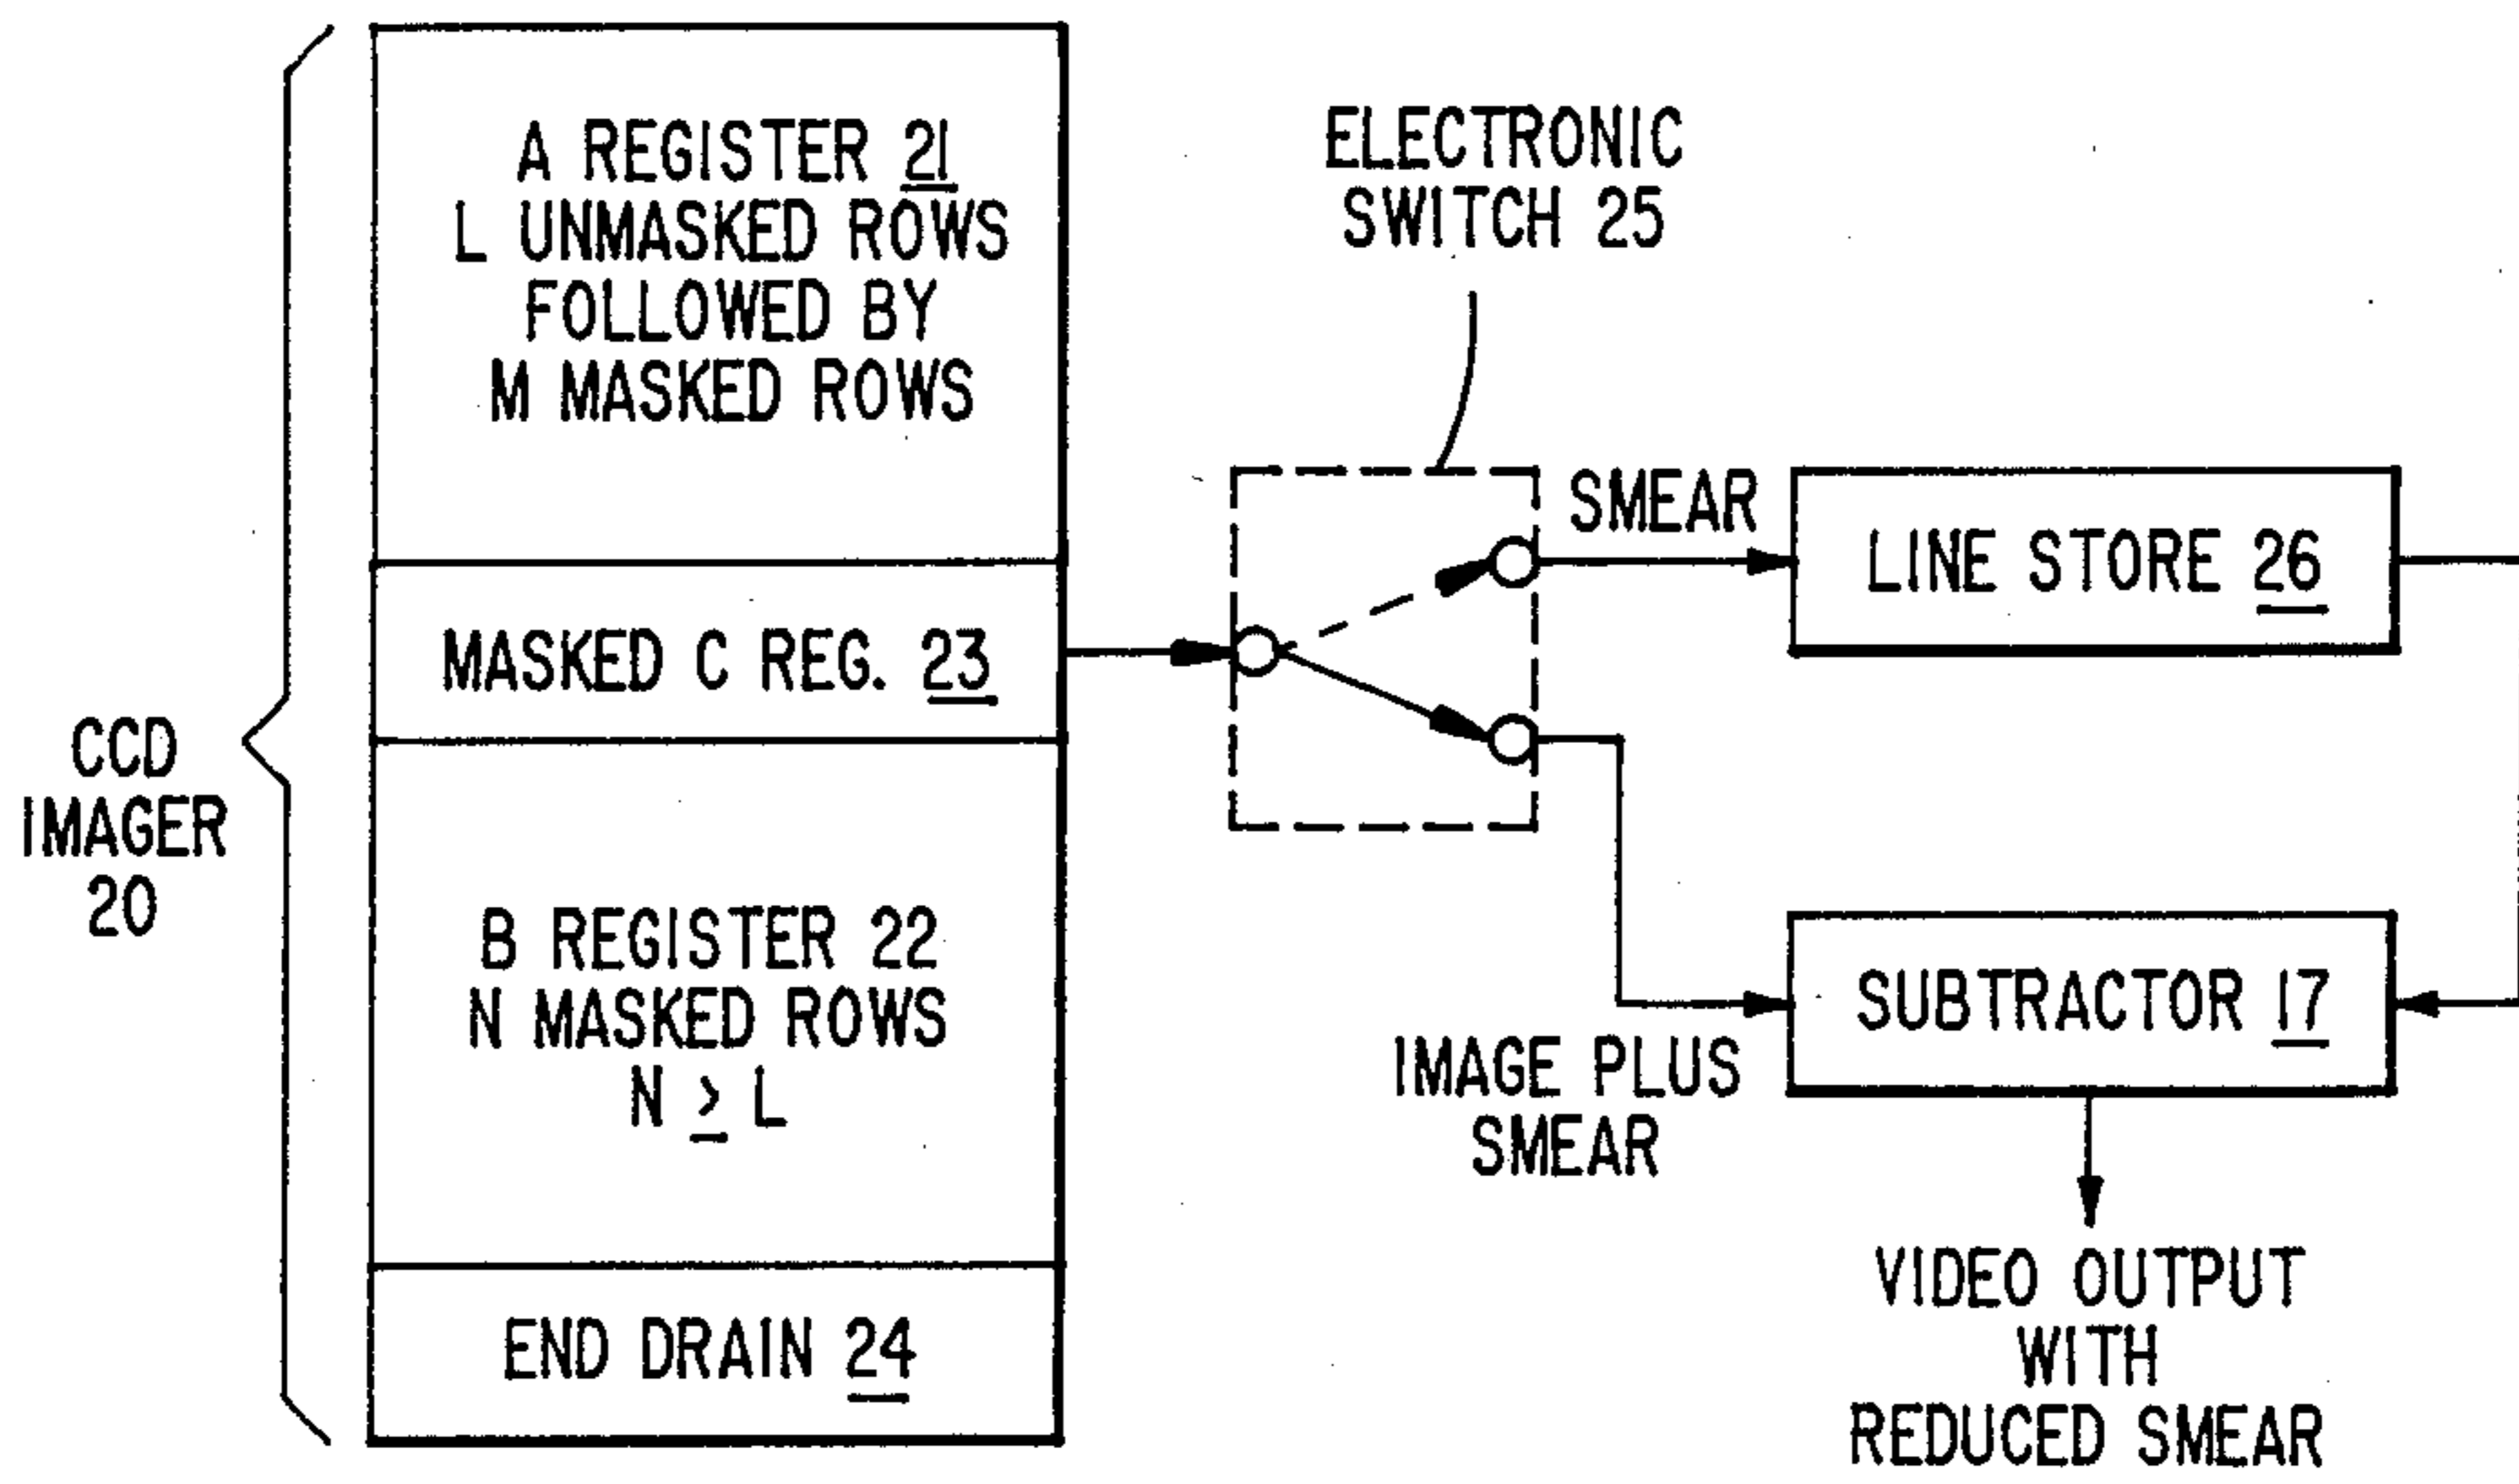 A REGISTER 21
L UNMASKED ROWS
FOLLOWED BY
M MASKED ROWS
MASKED C REG. 23
CCD
IMAGER
20
B REGISTER 22
N MASKED ROWS
N ≥ L
END DRAIN 24
ELECTRONIC
SWITCH 25
SMEAR
LINE STORE 26
IMAGE PLUS
SMEAR
SUBTRACTOR 17
VIDEO OUTPUT
WITH
REDUCED SMEAR